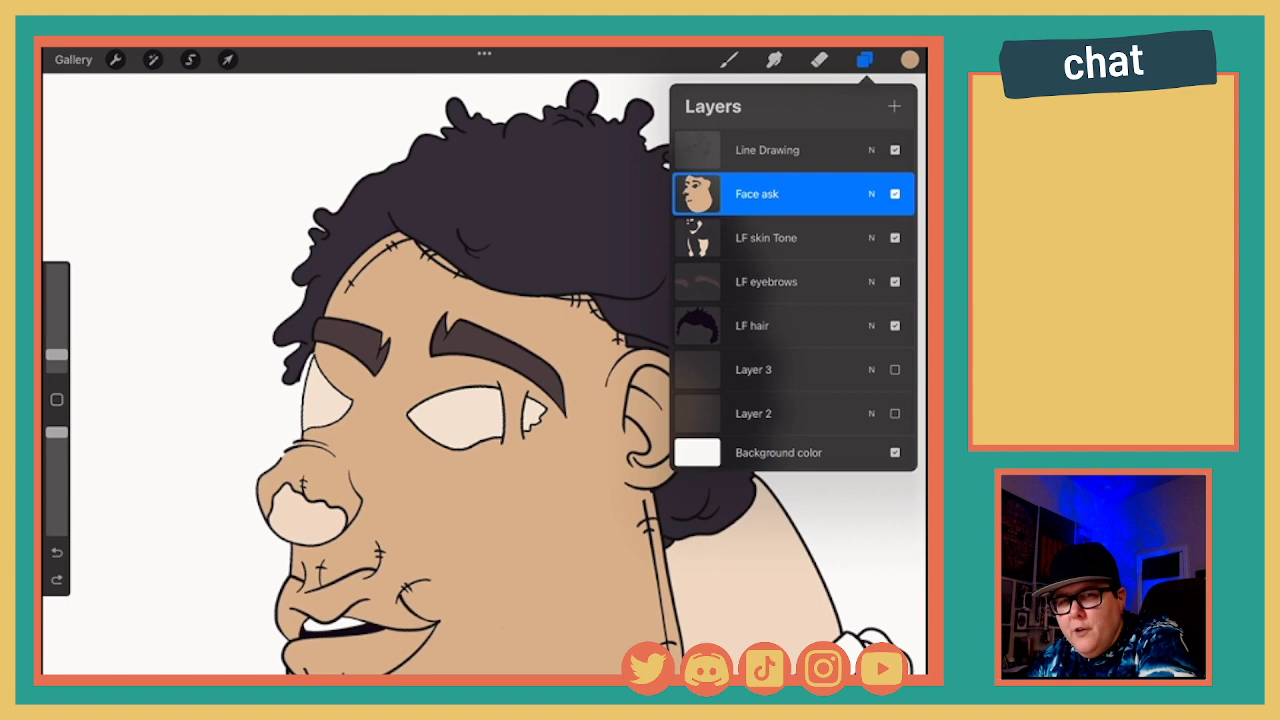 Gallery
Layers
Line Drawing N
Face ask N
LF skin Tone N
LF eyebrows N
LF hair N
Layer 3 N
Layer 2 N
Background color
chat